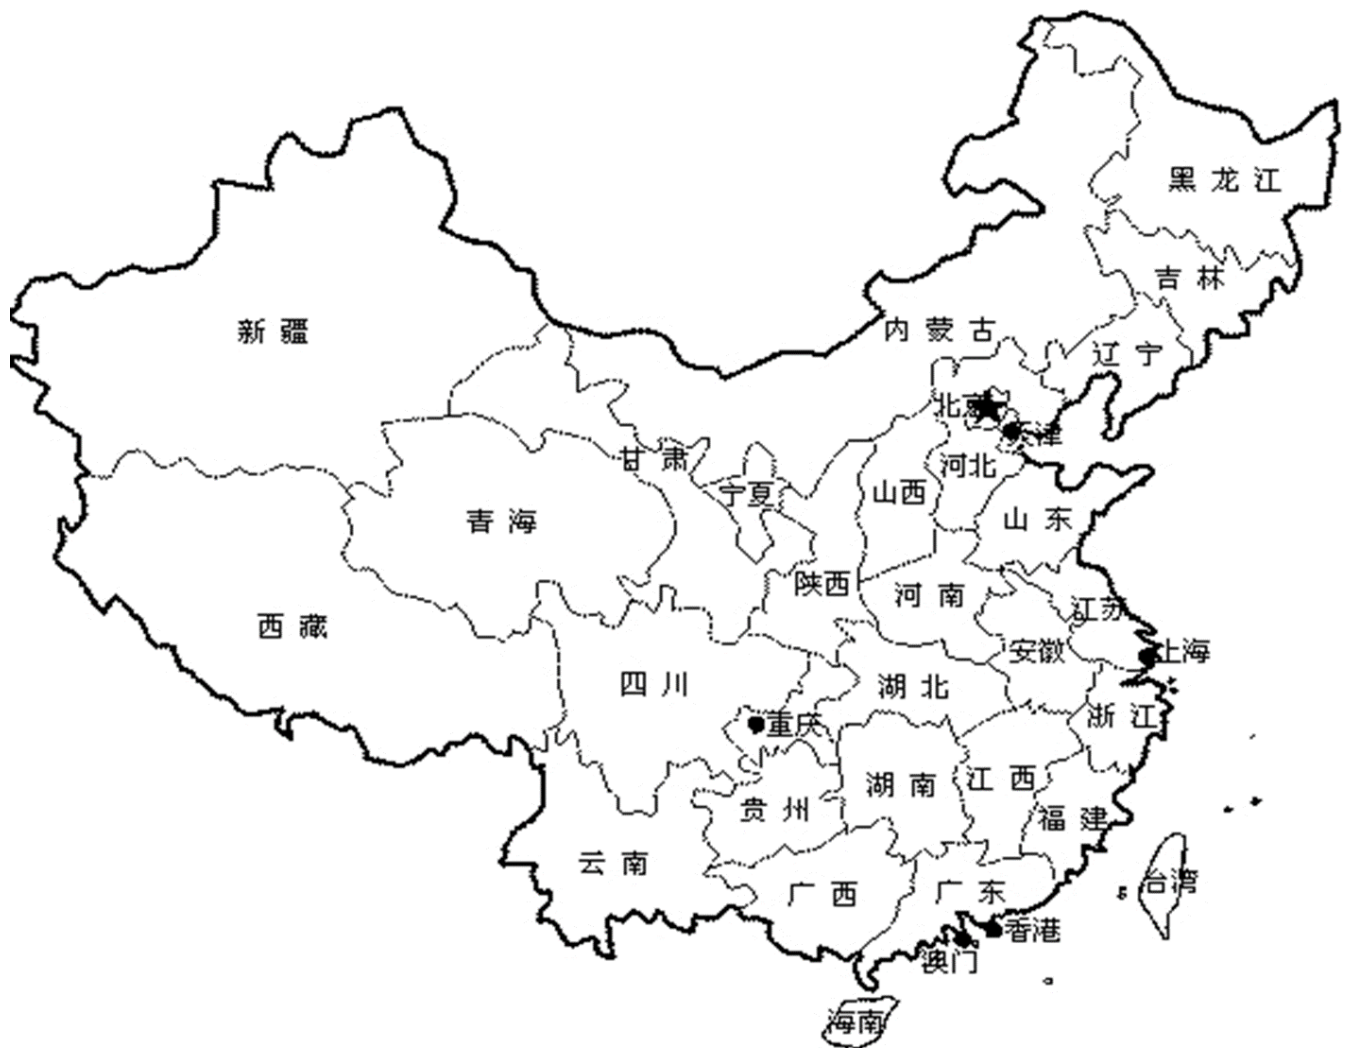 黑龙江
吉林
新疆
内蒙古
辽宁
北京
天津
甘肃
河北
宁夏
山西
青海
山东
陕西
河南
江苏
西藏
安徽
上海
四川
湖北
浙江
重庆
湖南
江西
贵州
福建
云南
台湾
广西
广东
香港
澳门
海南